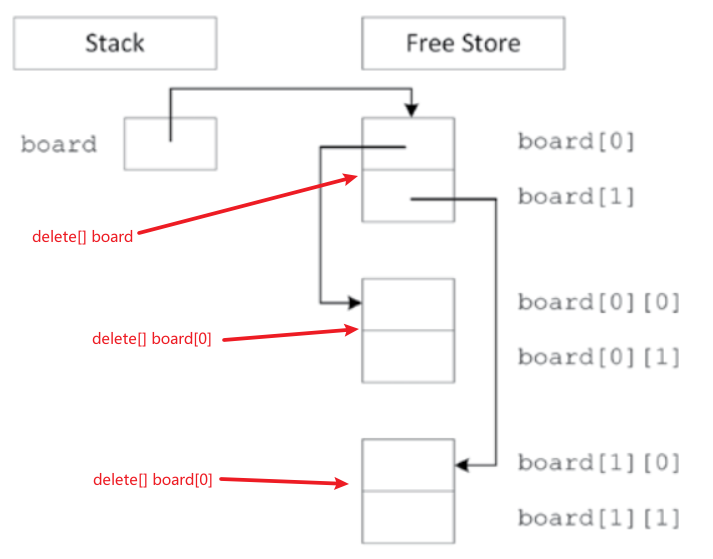 Stack
Free Store
board
board[0]
board[1]
delete[] board
board[0][0]
delete[] board[0]
board[0][1]
board[1][0]
delete[] board[0]
board[1][1]